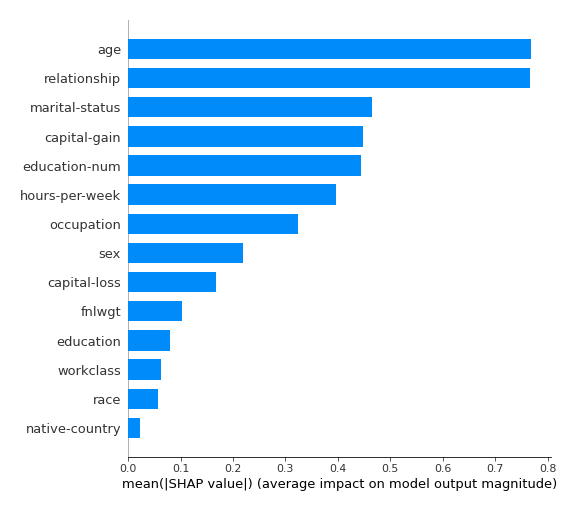 age
relationship
marital-status
capital-gain
education-num
hours-per-week
occupation
sex
capital-loss
fnlwgt
education
workclass
race
native-country
0.0 0.1 0.2 0.3 0.4 0.5 0.6 0.7 0.8
mean(|SHAP value|) (average impact on model output magnitude)